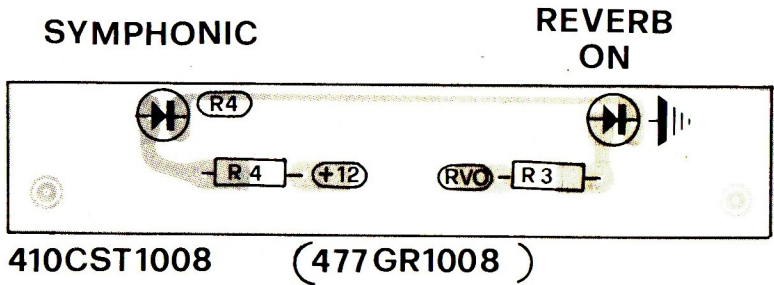 SYMPHONIC
REVERB
ON
R4
R 4
+12
RVO
R 3
410CST1008
(477GR1008)